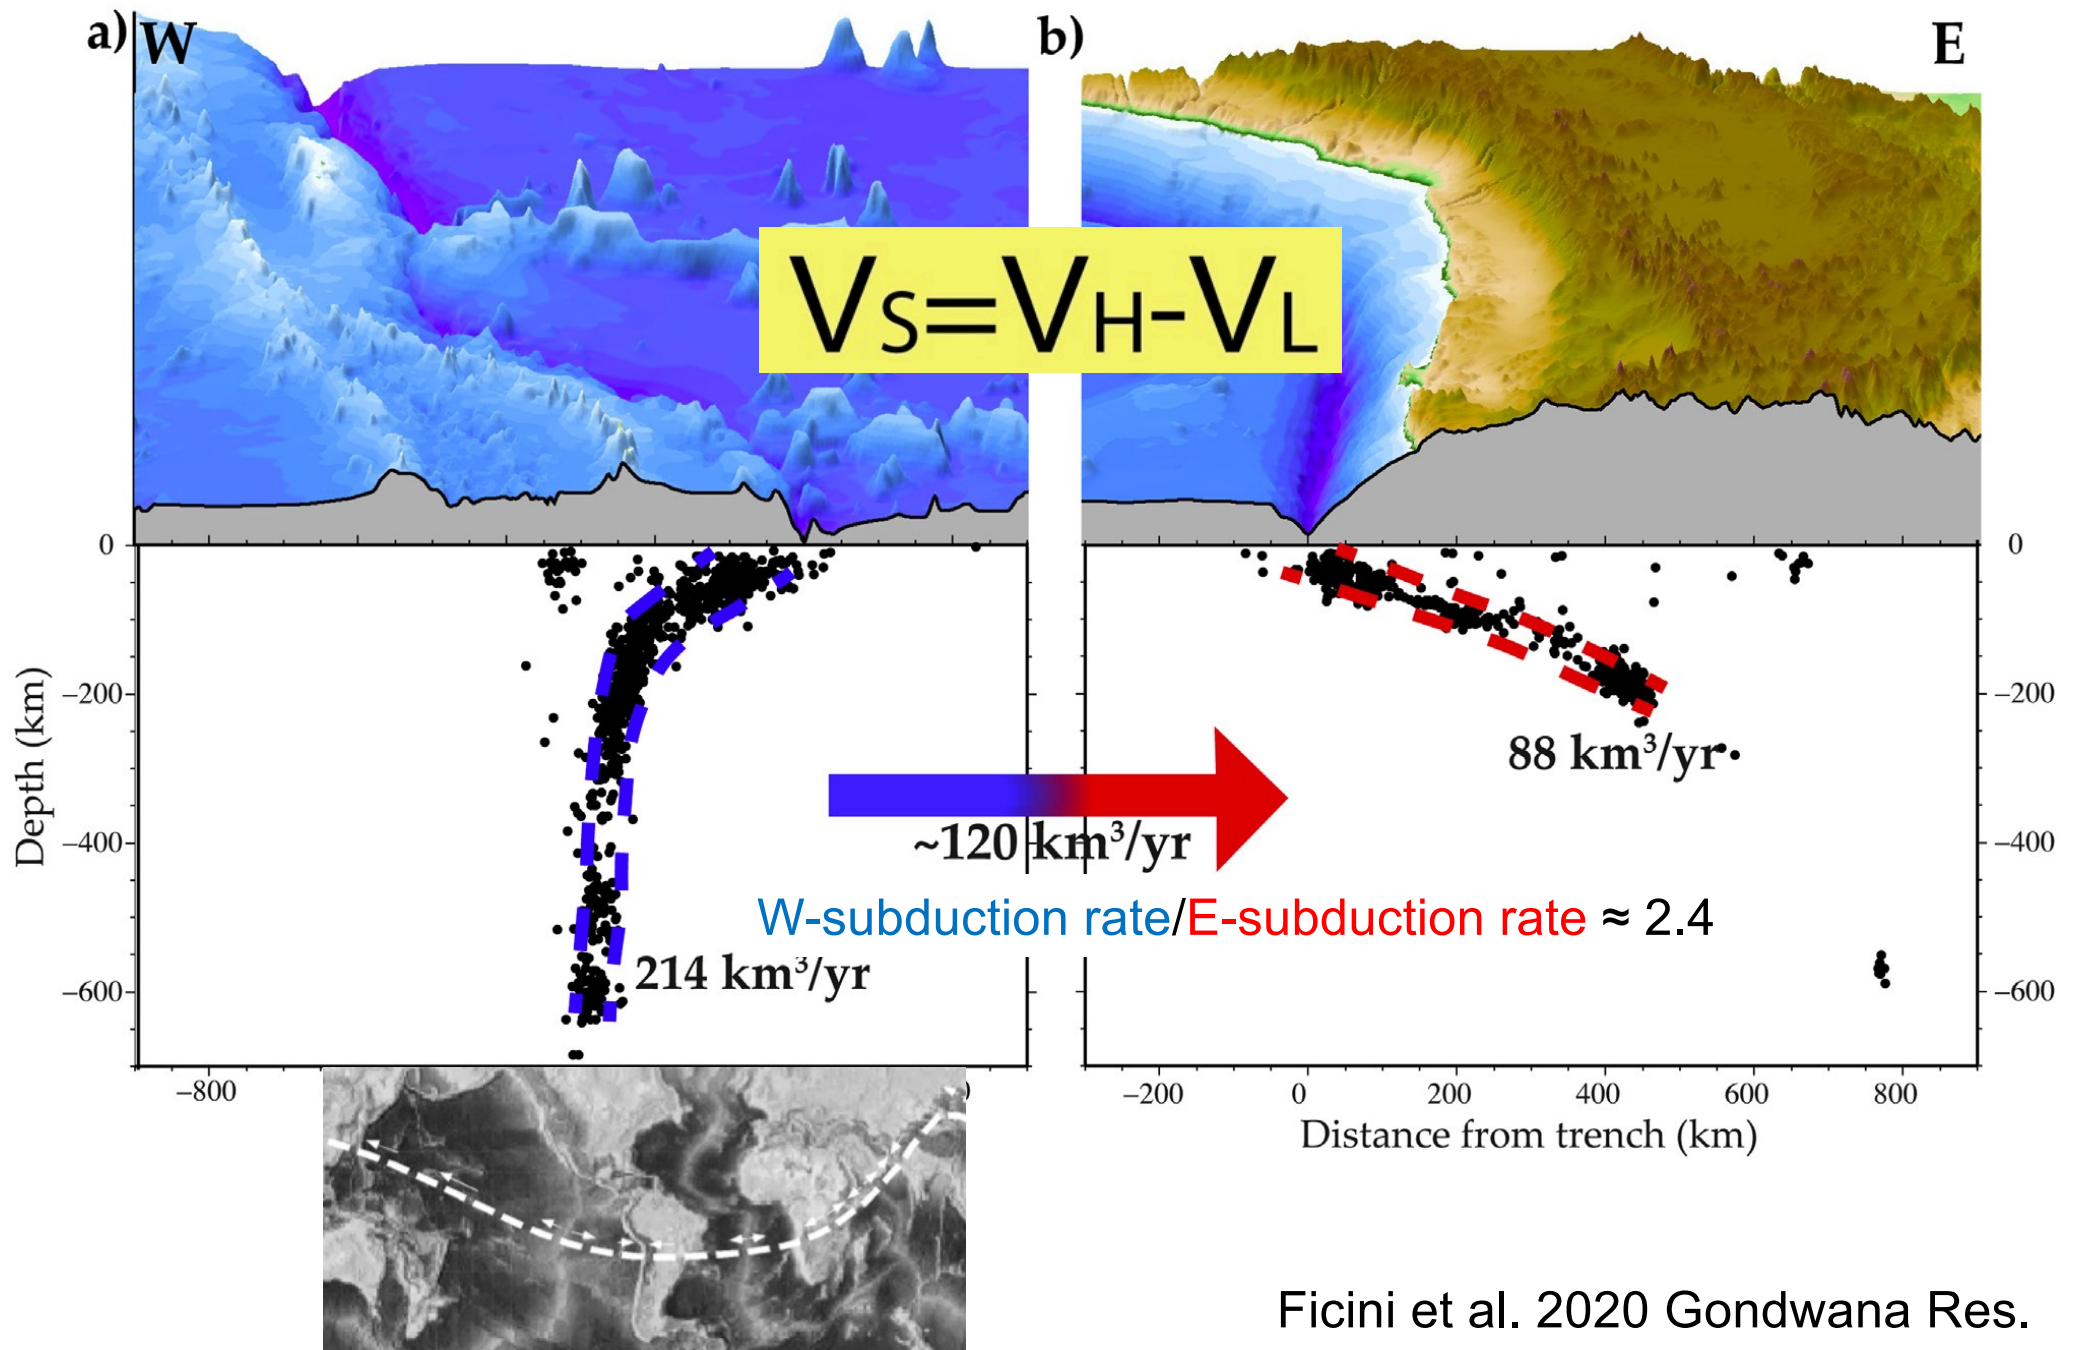 a) W
b) E
VS=VH-VL
0
0
88 km³/yr
~120 km³/yr
W-subduction rate/E-subduction rate ≈ 2.4
214 km³/yr
Depth (km)
−200
−400
−600
−200
−400
−600
−800
−200 0 200 400 600 800
Distance from trench (km)
Ficini et al. 2020 Gondwana Res.